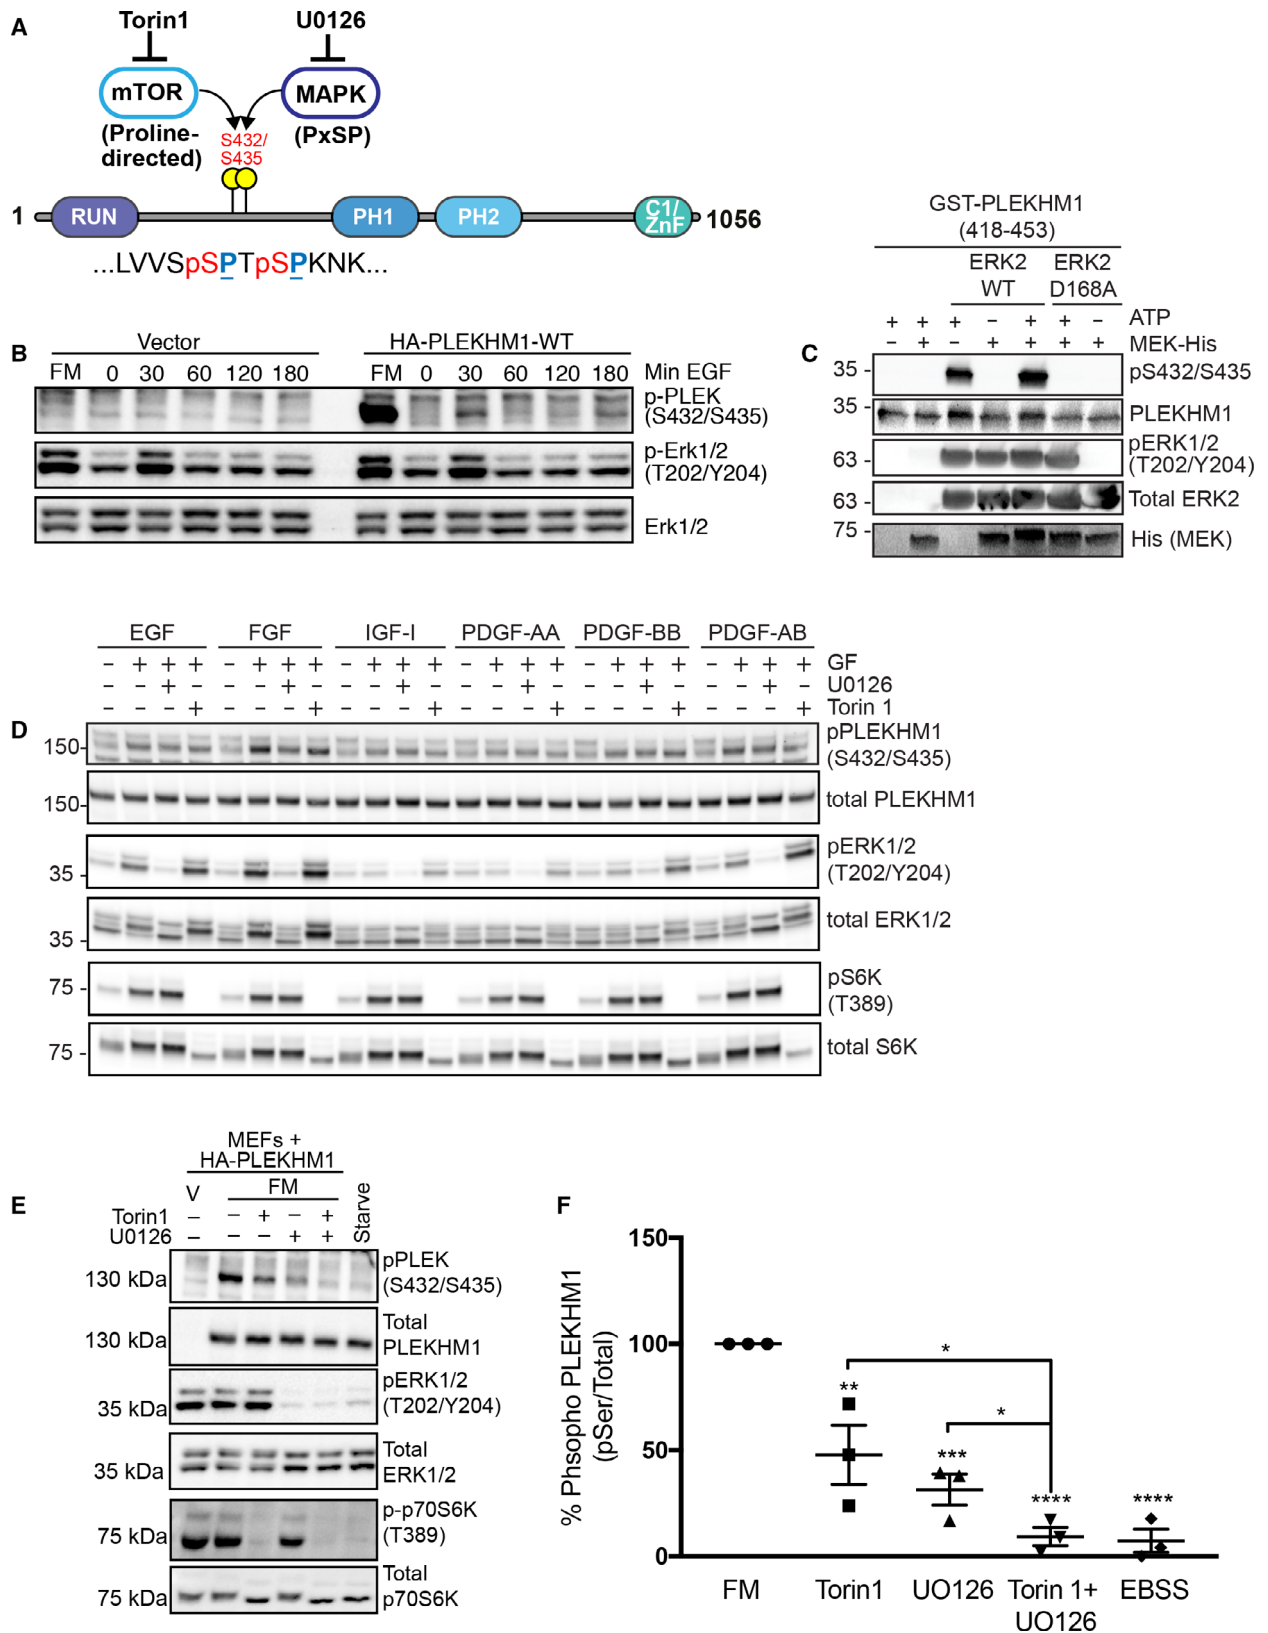 A
Torin1
U0126
mTOR
MAPK
(Proline-
directed)
(PxSP)
S432/
S435
1
RUN
PH1
PH2
C1/
ZnF
1056
...LVVSpSPTpSPKNK...
B
Vector
HA-PLEKHM1-WT
FM 0 30 60 120 180
FM 0 30 60 120 180
Min EGF
p-PLEK
(S432/S435)
p-Erk1/2
(T202/Y204)
Erk1/2
C
GST-PLEKHM1
(418-453)
ERK2
WT
ERK2
D168A
+ + + – + + – ATP
– + – + + + + MEK-His
35 - pS432/S435
35 - PLEKHM1
63 - pERK1/2
(T202/Y204)
63 - Total ERK2
75 - His (MEK)
D
EGF FGF IGF-I PDGF-AA PDGF-BB PDGF-AB
– + + + – + + + – + + + – + + + – + + + – + + + GF
– – + – – – + – – – + – – – + – – – + – – – + – U0126
– – – + – – – + – – – + – – – + – – – + – – – + Torin 1
150- pPLEKHM1
(S432/S435)
150- total PLEKHM1
35 - pERK1/2
(T202/Y204)
35 - total ERK1/2
75 - pS6K
(T389)
75 - total S6K
E
MEFs +
HA-PLEKHM1
V
FM
Starve
Torin1 – – + – +
U0126 – – – + +
130 kDa pPLEK
(S432/S435)
130 kDa Total
PLEKHM1
35 kDa pERK1/2
(T202/Y204)
35 kDa Total
ERK1/2
75 kDa p-p70S6K
(T389)
75 kDa Total
p70S6K
F
% Phsopho PLEKHM1
(pSer/Total)
150
100
50
0
*
**
*
***
****
****
FM
Torin1
UO126
Torin 1+
UO126
EBSS